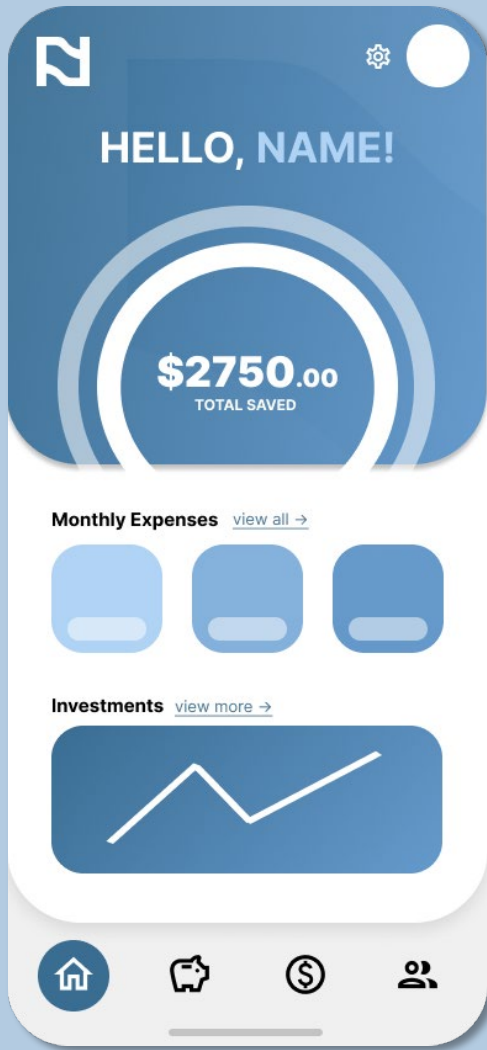 HELLO, NAME!
$2750.00
TOTAL SAVED
Monthly Expenses view all →
Investments view more →